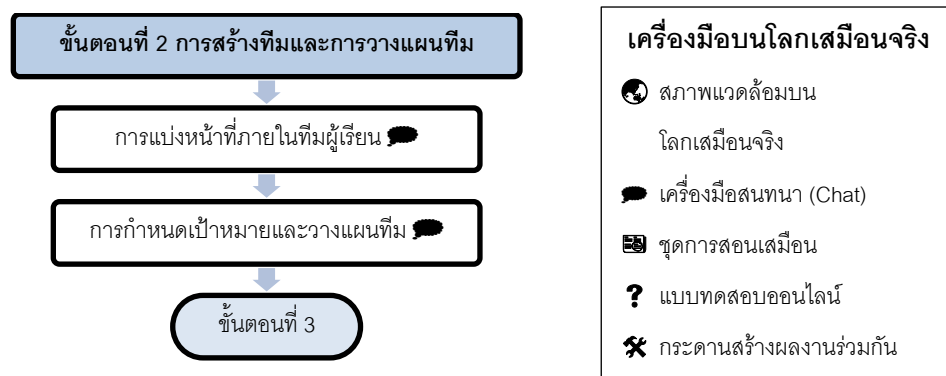 ขั้นตอนที่ 2 การสร้างทีมและการวางแผนทีม
การแบ่งหน้าที่ภายในทีมผู้เรียน
การกำหนดเป้าหมายและวางแผนทีม
ขั้นตอนที่ 3
เครื่องมือบนโลกเสมือนจริง
สภาพแวดล้อมบน
โลกเสมือนจริง
เครื่องมือสนทนา (Chat)
ชุดการสอนเสมือน
? แบบทดสอบออนไลน์
กระดานสร้างผลงานร่วมกัน